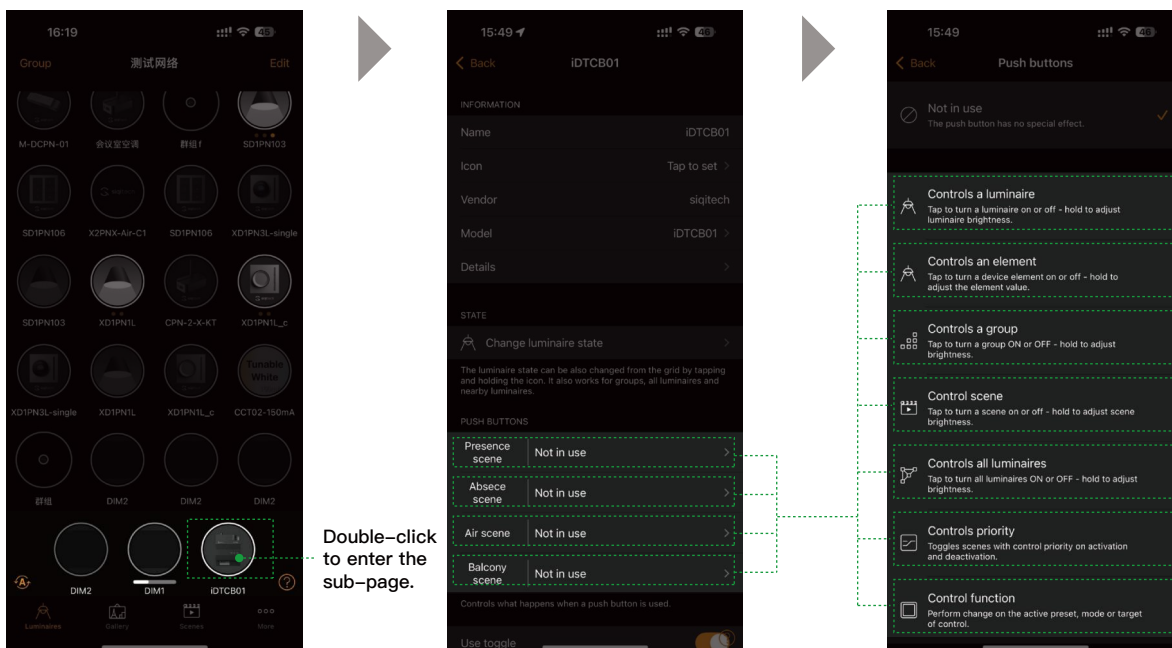 16:19
46
Group
测试网络
Edit
M-DCPN-01
会议室空调
群组 f
SD1PN103
SD1PN106
X2PNX-Air-C1
SD1PN106
XD1PN3L-single
SD1PN103
XD1PN1L
CPN-2-X-KT
XD1PN1L_c
Tunable
White
XD1PN3L-single
XD1PN1L
XD1PN1L_c
CCT02-150mA
群组
DIM2
DIM2
DIM2
DIM2
DIM1
iDTCB01
A
?
Luminaires
Gallery
Scenes
More
Double-click
to enter the
sub-page.
15:49
46
Back
iDTCB01
INFORMATION
Name
iDTCB01
Icon
Tap to set
Vendor
siqitech
Model
iDTCB01
Details
STATE
Change luminaire state
The luminaire state can be also changed from the grid by tapping
and holding the icon. It also works for groups, all luminaires and
nearby luminaires.
PUSH BUTTONS
Presence
scene
Not in use
Absece
scene
Not in use
Air scene
Not in use
Balcony
scene
Not in use
Controls what happens when a push button is used.
Use toggle
15:49
46
Back
Push buttons
Not in use
The push button has no special effect.
Controls a luminaire
Tap to turn a luminaire on or off - hold to adjust
luminaire brightness.
Controls an element
Tap to turn a device element on or off - hold to
adjust the element value.
Controls a group
Tap to turn a group ON or OFF - hold to adjust
brightness.
Control scene
Tap to turn a scene on or off - hold to adjust scene
brightness.
Controls all luminaires
Tap to turn all luminaires ON or OFF - hold to adjust
brightness.
Controls priority
Toggles scenes with control priority on activation
and deactivation.
Control function
Perform change on the active preset, mode or target
of control.